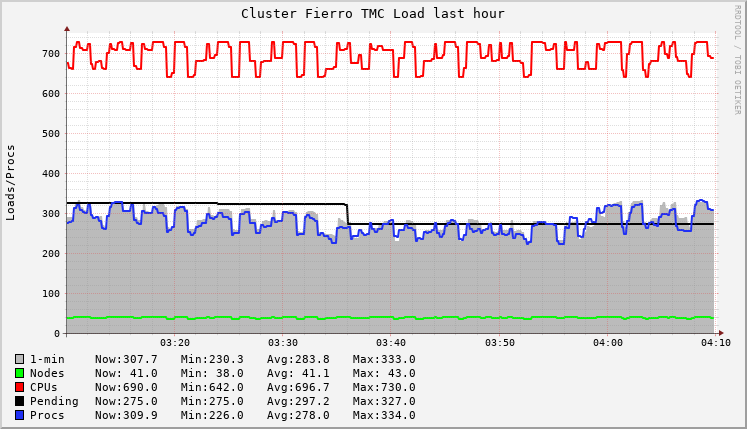 Cluster Fierro TMC Load last hour
RRDTOOL / TOBI OETIKER
Loads/Procs
700
600
500
400
300
200
100
0
03:20 03:30 03:40 03:50 04:00 04:10
1-min Now:307.7 Min:230.3 Avg:283.8 Max:333.0
Nodes Now: 41.0 Min: 38.0 Avg: 41.1 Max: 43.0
CPUs Now:690.0 Min:642.0 Avg:696.7 Max:730.0
Pending Now:275.0 Min:275.0 Avg:297.2 Max:327.0
Procs Now:309.9 Min:226.0 Avg:278.0 Max:334.0